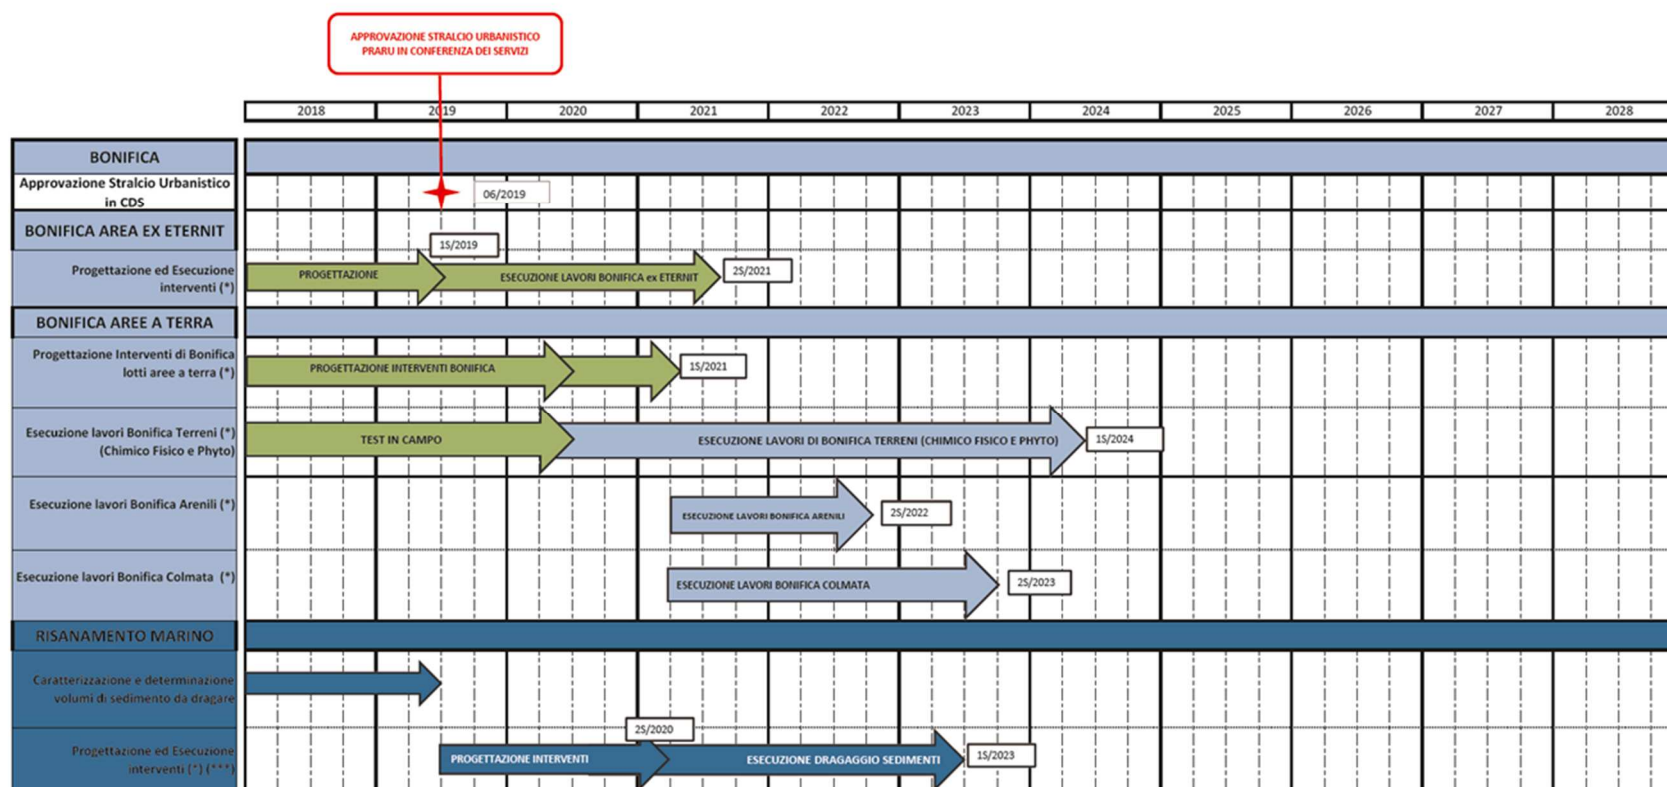 APPROVAZIONE STRALCIO URBANISTICO
PRARU IN CONFERENZA DEI SERVIZI
2018 2019 2020 2021 2022 2023 2024 2025 2026 2027 2028
BONIFICA
Approvazione Stralcio Urbanistico
in CDS
06/2019
BONIFICA AREA EX ETERNIT
1S/2019
Progettazione ed Esecuzione
interventi (*)
PROGETTAZIONE
ESECUZIONE LAVORI BONIFICA ex ETERNIT
2S/2021
BONIFICA AREE A TERRA
Progettazione Interventi di Bonifica
lotti aree a terra (*)
PROGETTAZIONE INTERVENTI BONIFICA
1S/2021
Esecuzione lavori Bonifica Terreni (*)
(Chimico Fisico e Phyto)
TEST IN CAMPO
ESECUZIONE LAVORI DI BONIFICA TERRENI (CHIMICO FISICO E PHYTO)
1S/2024
Esecuzione lavori Bonifica Arenili (*)
ESECUZIONE LAVORI BONIFICA ARENILI
2S/2022
Esecuzione lavori Bonifica Colmata (*)
ESECUZIONE LAVORI BONIFICA COLMATA
2S/2023
RISANAMENTO MARINO
Caratterizzazione e determinazione
volumi di sedimento da dragare
2S/2020
Progettazione ed Esecuzione
interventi (*) (***)
PROGETTAZIONE INTERVENTI
ESECUZIONE DRAGAGGIO SEDIMENTI
1S/2023